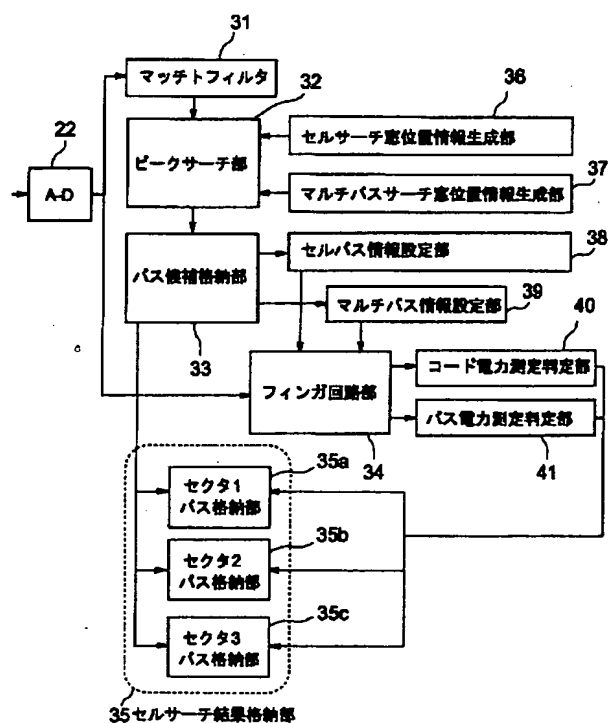 31
マッチトフィルタ
32
36
22
ピークサーチ部
セルサーチ窓位置情報生成部
37
A-D
マルチパスサーチ窓位置情報生成部
パス候補格納部
セルパス情報設定部
38
39
マルチパス情報設定部
33
40
フィンガ回路部
コード電力測定判定部
パス電力測定判定部
34
41
35a
セクタ1
パス格納部
35b
セクタ2
パス格納部
35c
セクタ3
パス格納部
35セルサーチ結果格納部